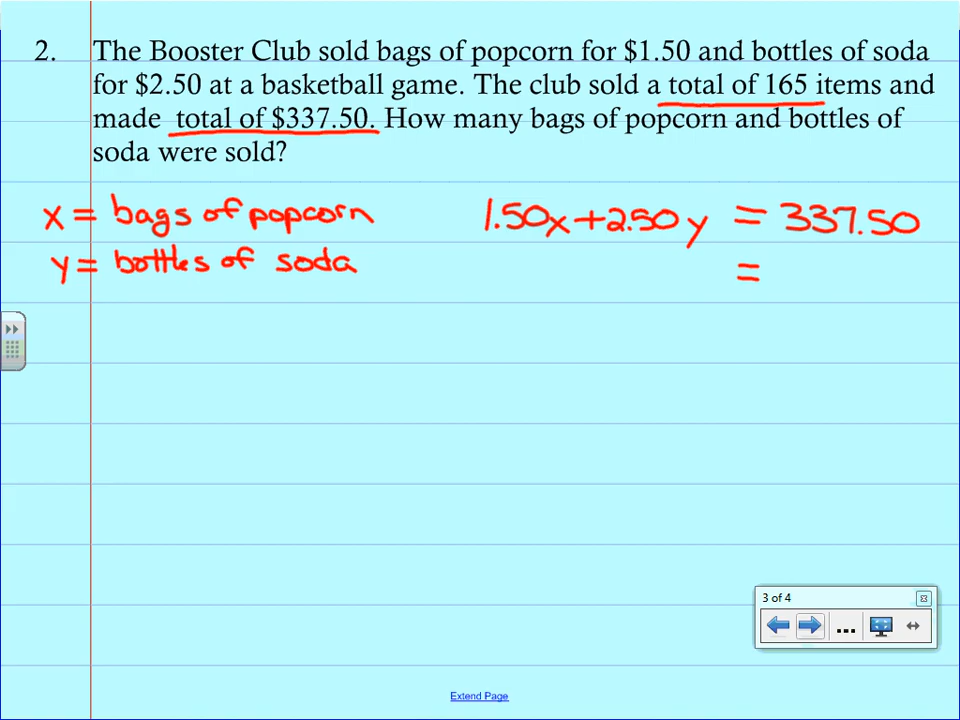 2. The Booster Club sold bags of popcorn for $1.50 and bottles of soda
for $2.50 at a basketball game. The club sold a total of 165 items and
made total of $337.50. How many bags of popcorn and bottles of
soda were sold?
x = bags of popcorn
1.50x+2.50y = 337.50
y = bottles of soda
=
3 of 4
...
Extend Page